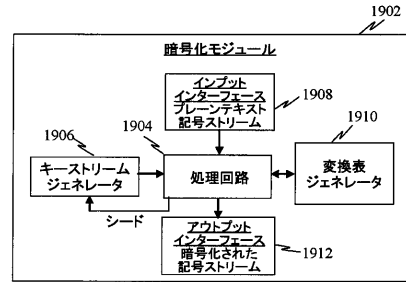 1902
暗号化モジュール
インプット
インターフェース
プレーンテキスト
記号ストリーム
1908
1906
1904
1910
キーストリーム
ジェネレータ
処理回路
変換表
ジェネレータ
シード
アウトプット
インターフェース
暗号化された
記号ストリーム
1912